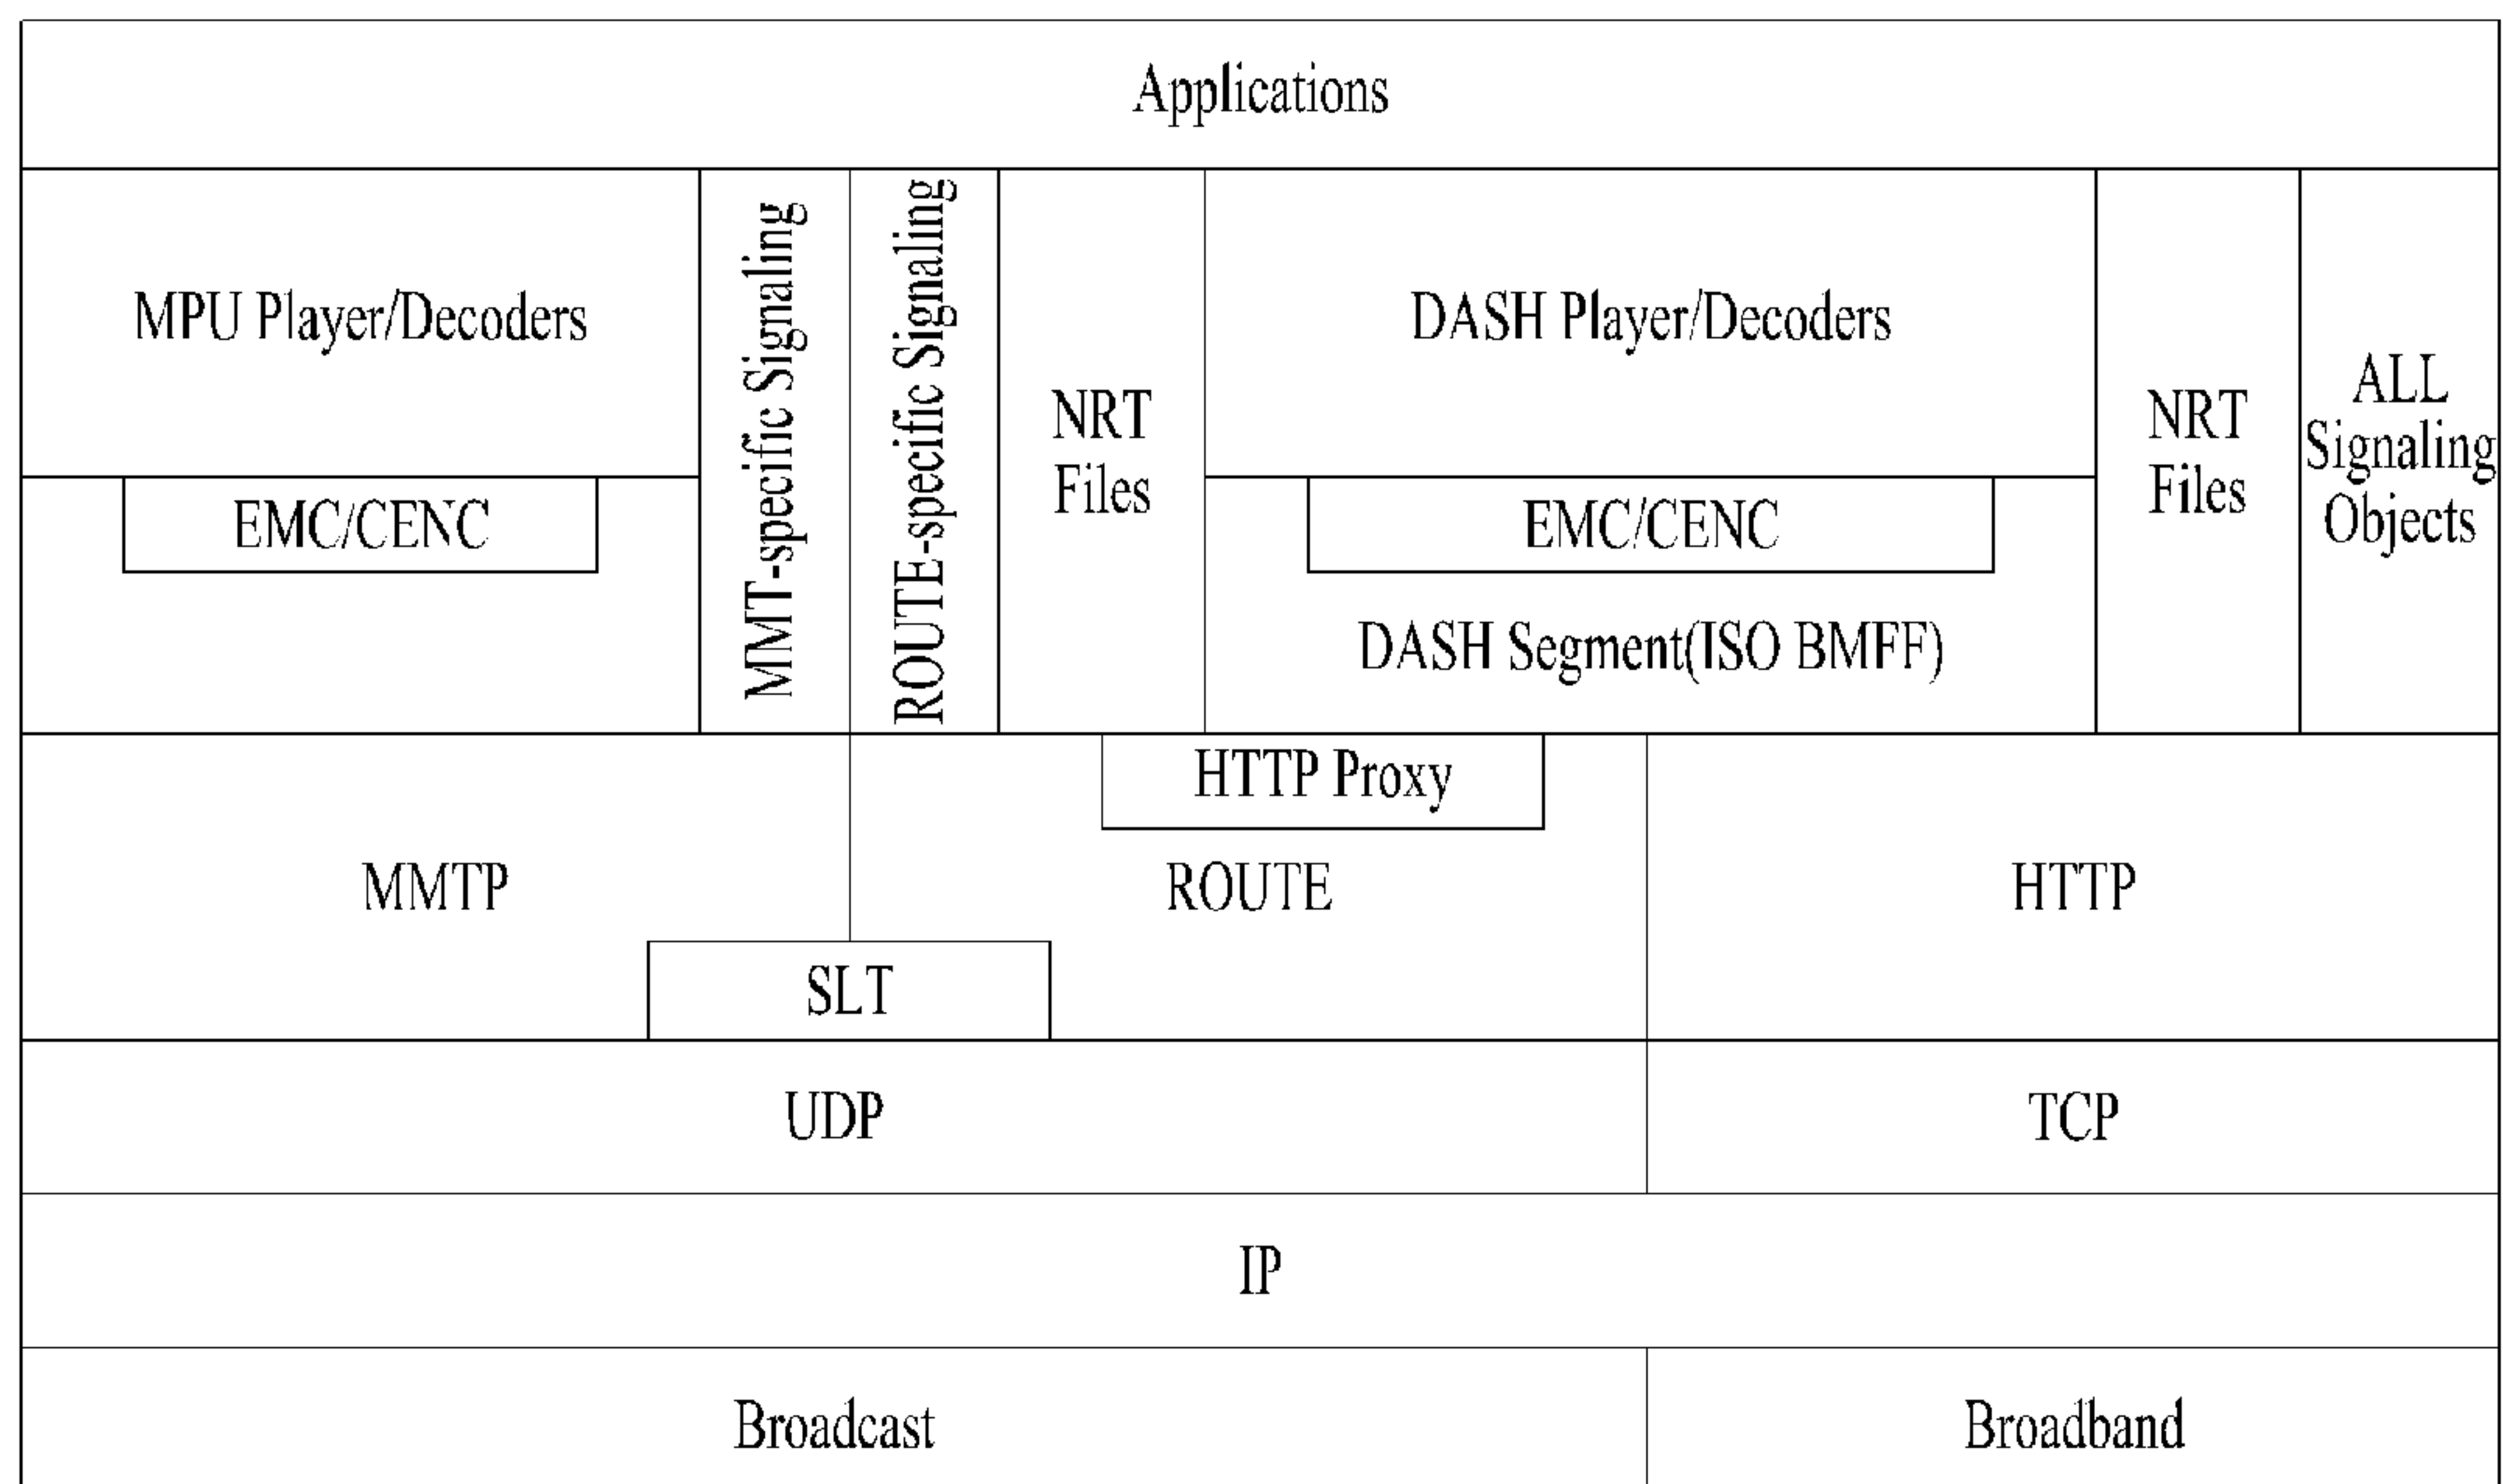 Applications
MPU Player/Decoders
EMC/CENC
MMT-specific Signaling
ROUTE-specific Signaling
NRT
Files
DASH Player/Decoders
EMC/CENC
DASH Segment(ISO BMFF)
NRT
Files
ALL
Signaling
Objects
HTTP Proxy
MMTP
ROUTE
HTTP
SLT
UDP
TCP
IP
Broadcast
Broadband